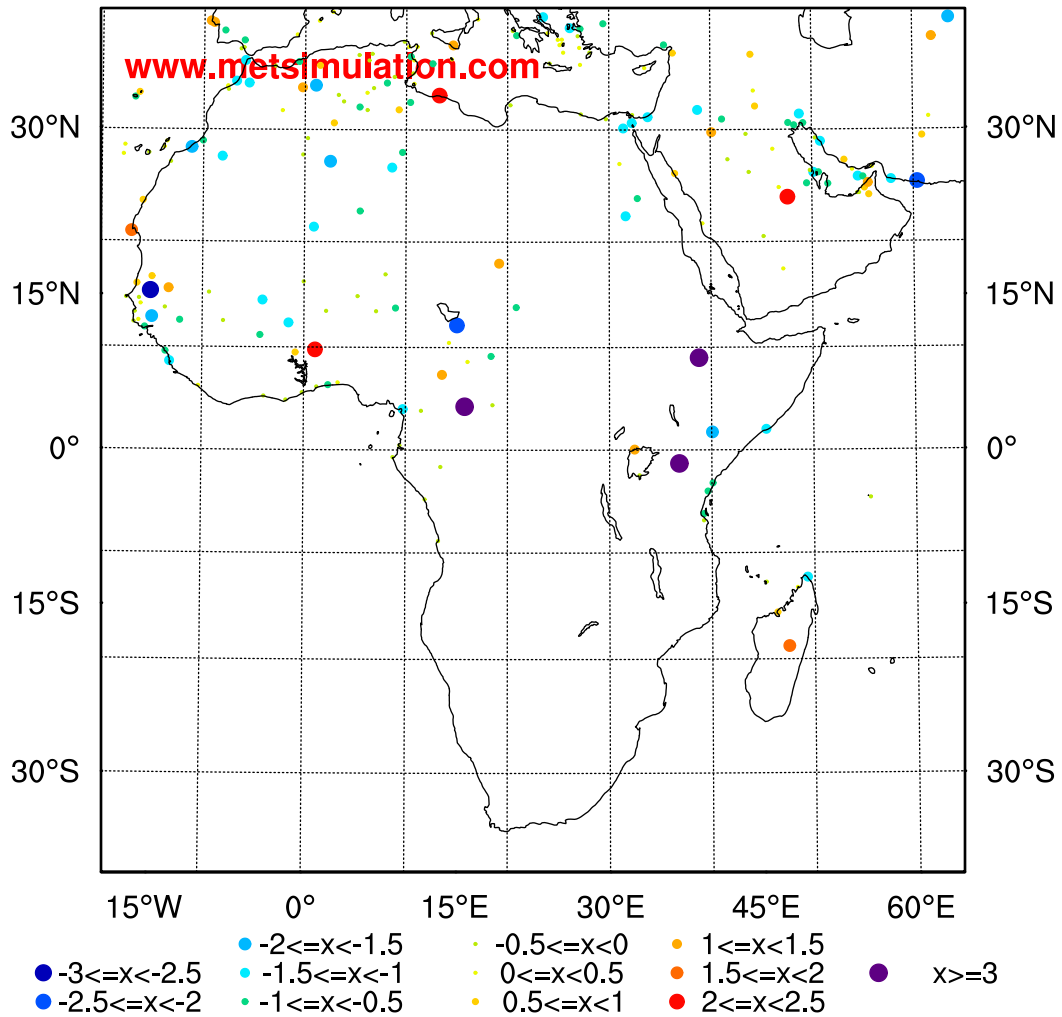 www.metsimulation.com
30°N 30°N
15°N 15°N
0° 0°
15°S 15°S
30°S 30°S
15°W 0° 15°E 30°E 45°E 60°E
-2<=x<-1.5 -0.5<=x<0 1<=x<1.5
-3<=x<-2.5 -1.5<=x<-1 0<=x<0.5 1.5<=x<2 x>=3
-2.5<=x<-2 -1<=x<-0.5 0.5<=x<1 2<=x<2.5